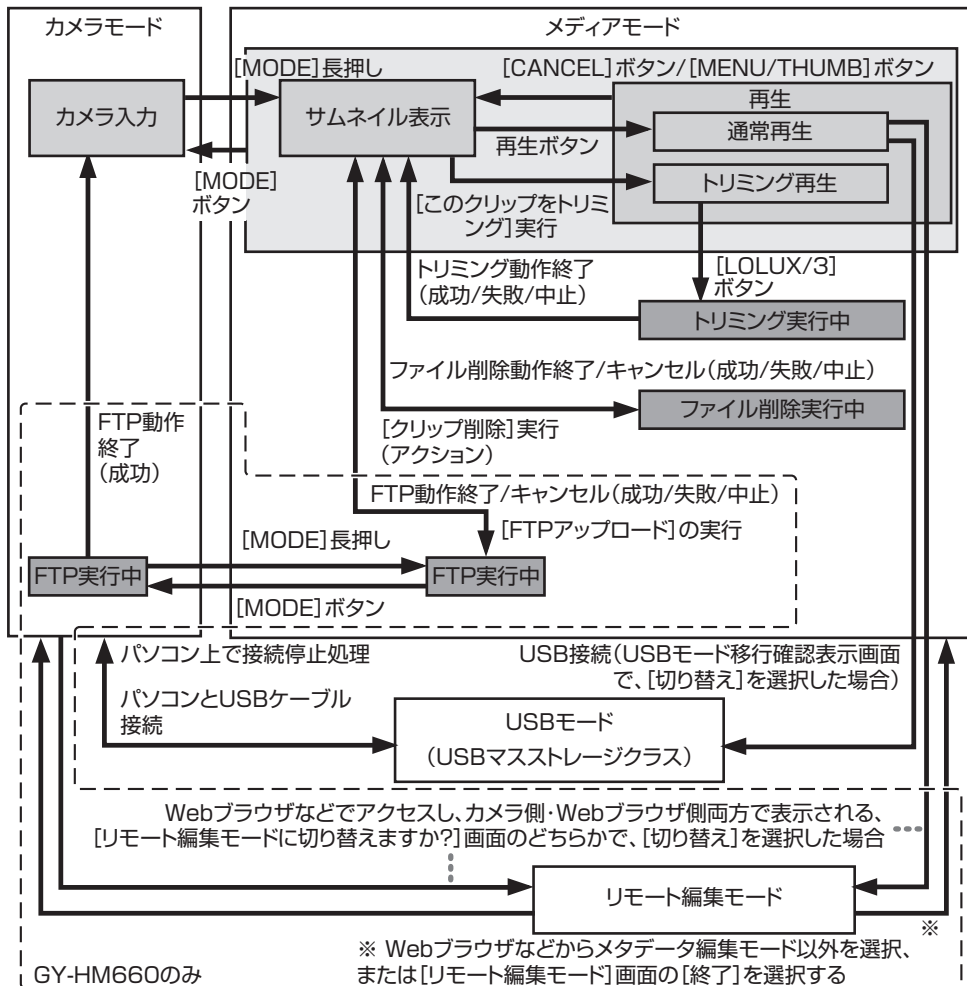 カメラモード
メディアモード
[MODE]長押し
[CANCEL]ボタン/[MENU/THUMB]ボタン
カメラ入力
サムネイル表示
再生
通常再生
再生ボタン
トリミング再生
[MODE]
ボタン
[このクリップをトリミ
ング]実行
トリミング動作終了
(成功/失敗/中止)
[LOLUX/3]
ボタン
トリミング実行中
ファイル削除動作終了/キャンセル(成功/失敗/中止)
ファイル削除実行中
[クリップ削除]実行
(アクション)
FTP動作
終了
(成功)
FTP動作終了/キャンセル(成功/失敗/中止)
[FTPアップロード]の実行
[MODE]長押し
FTP実行中
FTP実行中
[MODE]ボタン
パソコン上で接続停止処理
USB接続(USBモード移行確認表示画面
で、[切り替え]を選択した場合)
パソコンとUSBケーブル
接続
USBモード
(USBマスストレージクラス)
Webブラウザなどでアクセスし、カメラ側・Webブラウザ側両方で表示される、
[リモート編集モードに切り替えますか?]画面のどちらかで、[切り替え]を選択した場合
リモート編集モード
※
※ Webブラウザなどからメタデータ編集モード以外を選択、
または[リモート編集モード]画面の[終了]を選択する
GY-HM660のみ